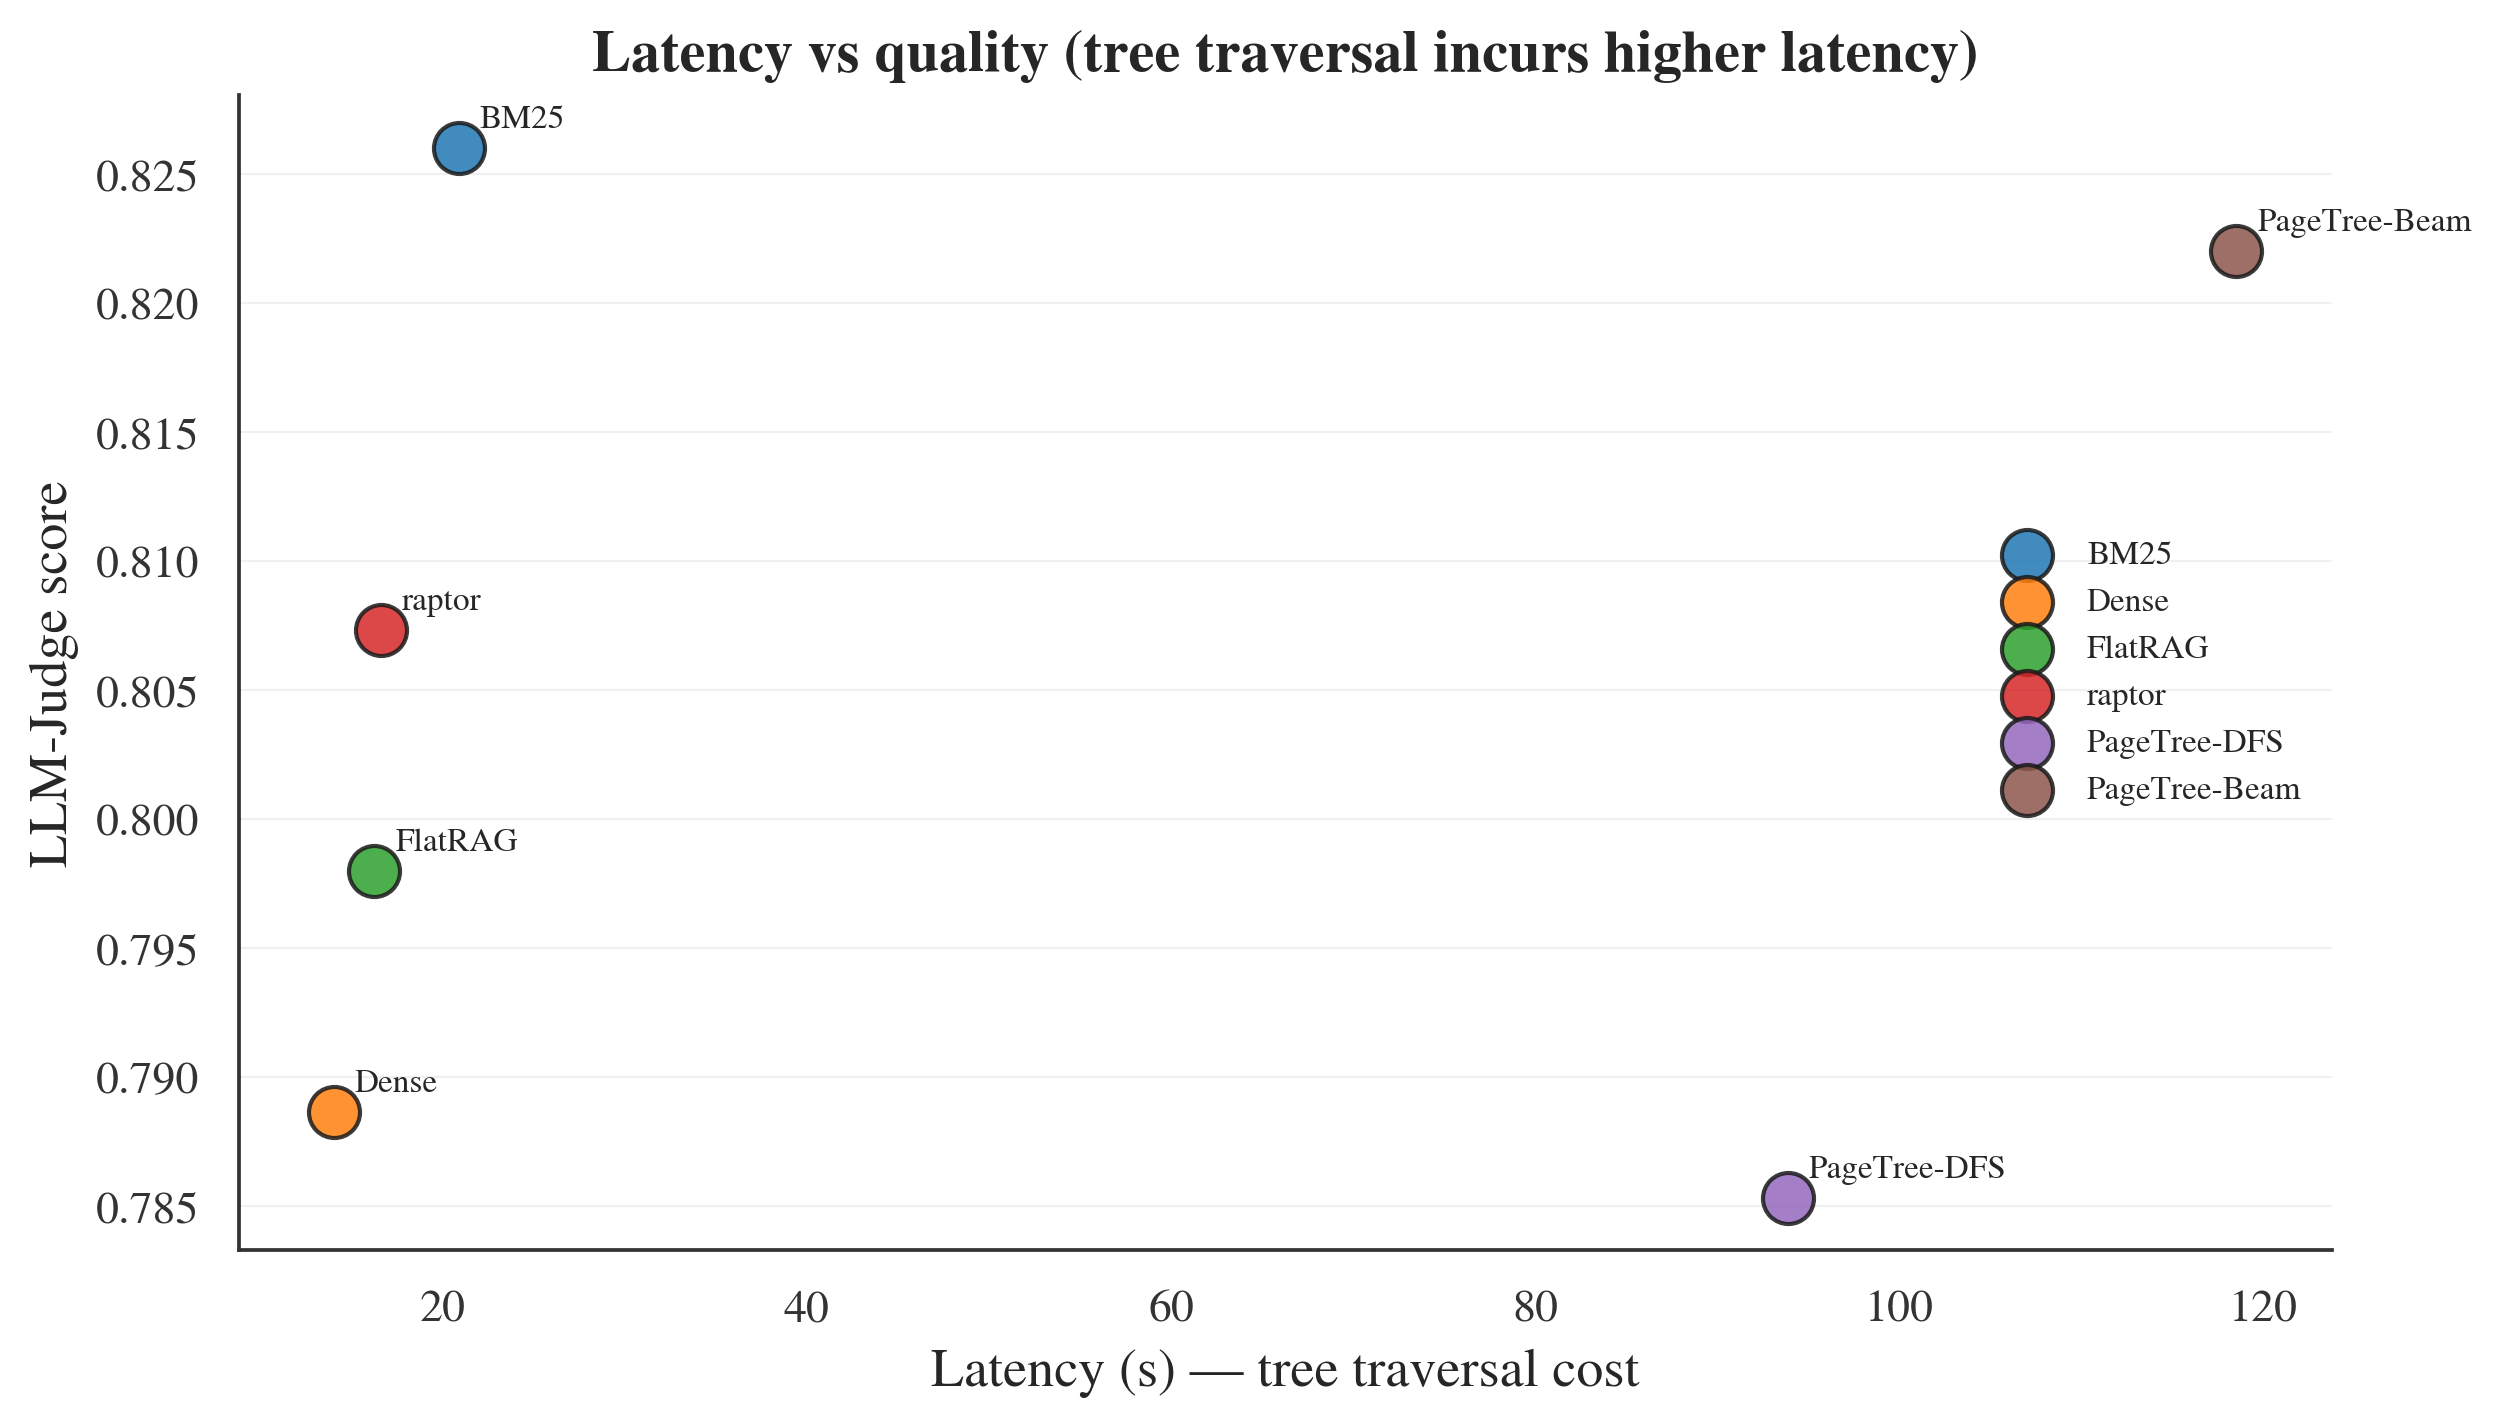 Latency vs quality (tree traversal incurs higher latency)
BM25
0.825
PageTree-Beam
0.820
0.815
0.810
BM25
raptor
Dense
FlatRAG
0.805
raptor
PageTree-DFS
PageTree-Beam
0.800
FlatRAG
0.795
0.790
Dense
PageTree-DFS
0.785
LLM-Judge score
20 40 60 80 100 120
Latency (s) — tree traversal cost